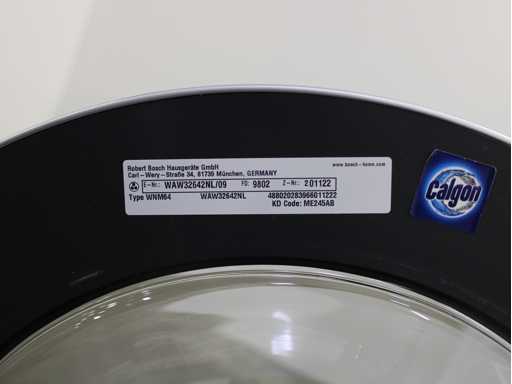 Robert Bosch Hausgeräte GmbH
www.bosch-home.com
Carl-Wery-Straße 34, 81739 München, GERMANY
E-Nr.: WAW32642NL/09 FD: 9802 Z-Nr.: 201122
Type WNM64 WAW32642NL 488020283966611222
KD Code: ME245AB
Calgon